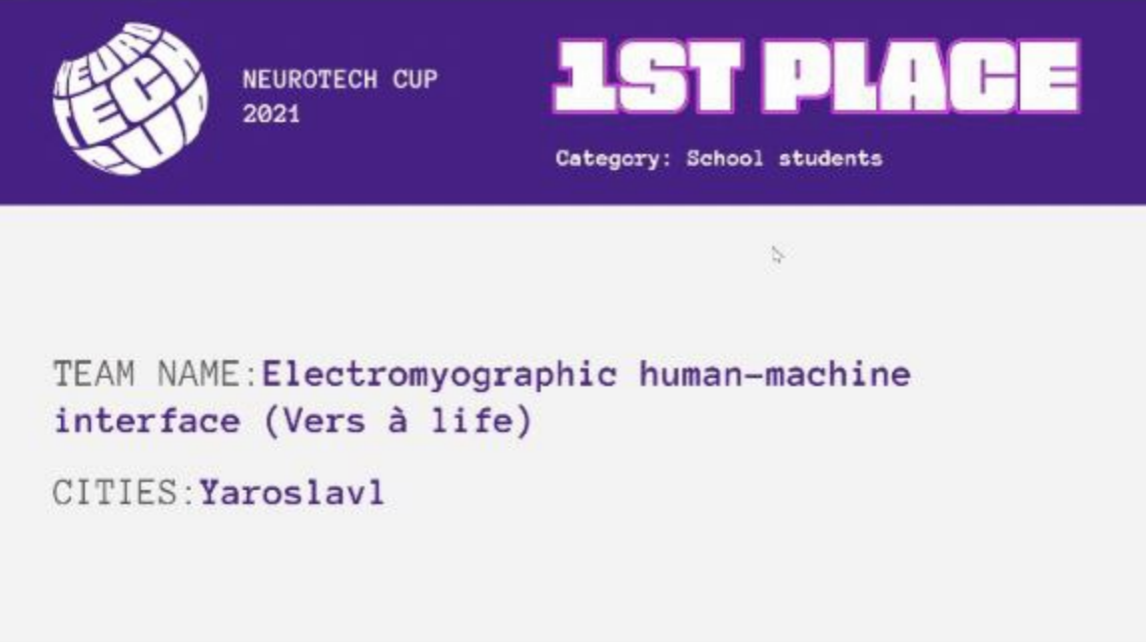 NEURO
TECH
CUP
NEUROTECH CUP
2021
1ST PLACE
Category: School students
TEAM NAME:Electromyographic human–machine
interface (Vers à life)
CITIES:Yaroslavl